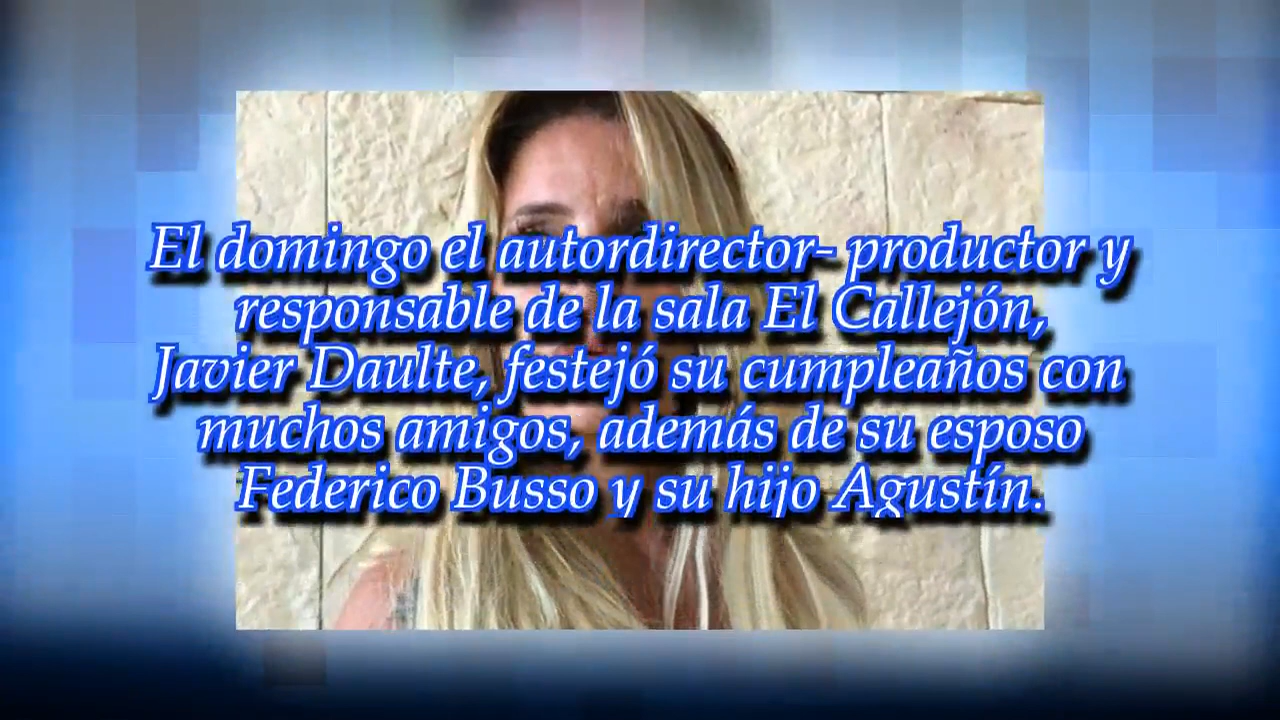 El domingo el autordirector- productor y
responsable de la sala El Callejón,
Javier Daulte, festejó su cumpleaños con
muchos amigos, además de su esposo
Federico Busso y su hijo Agustín.